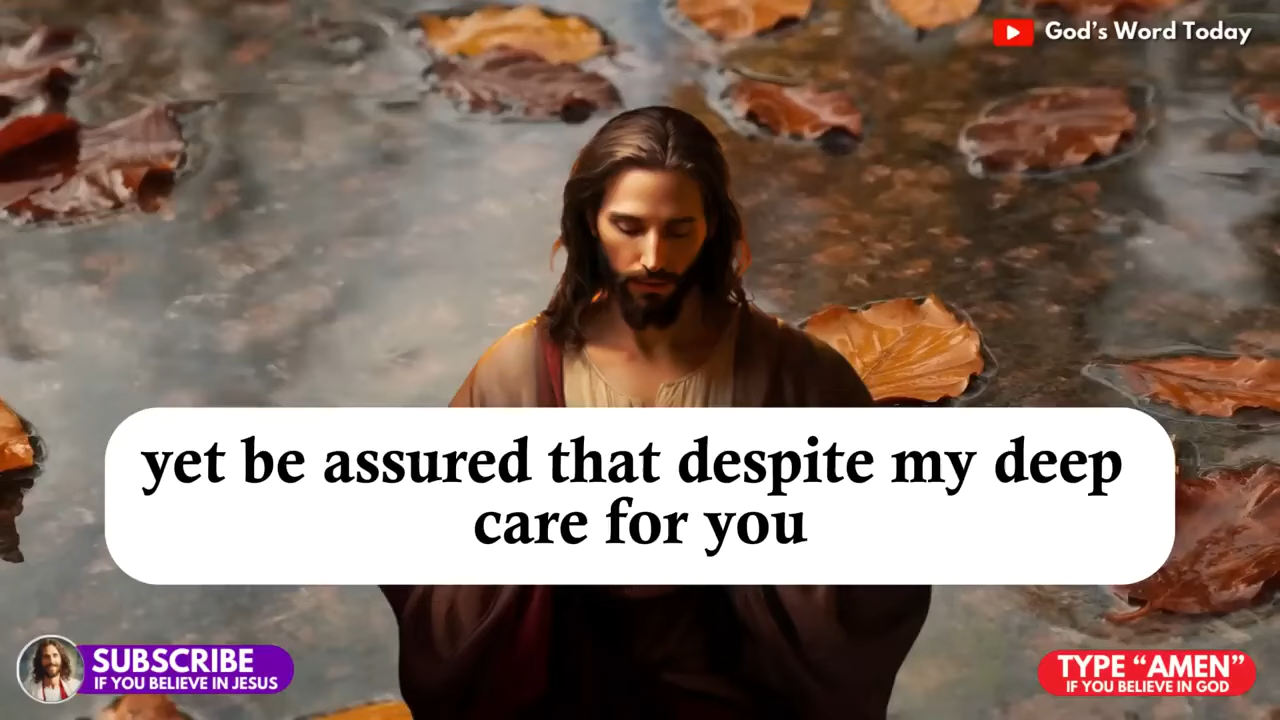 God's Word Today
yet be assured that despite my deep
care for you
SUBSCRIBE
IF YOU BELIEVE IN JESUS
TYPE “AMEN”
IF YOU BELIEVE IN GOD